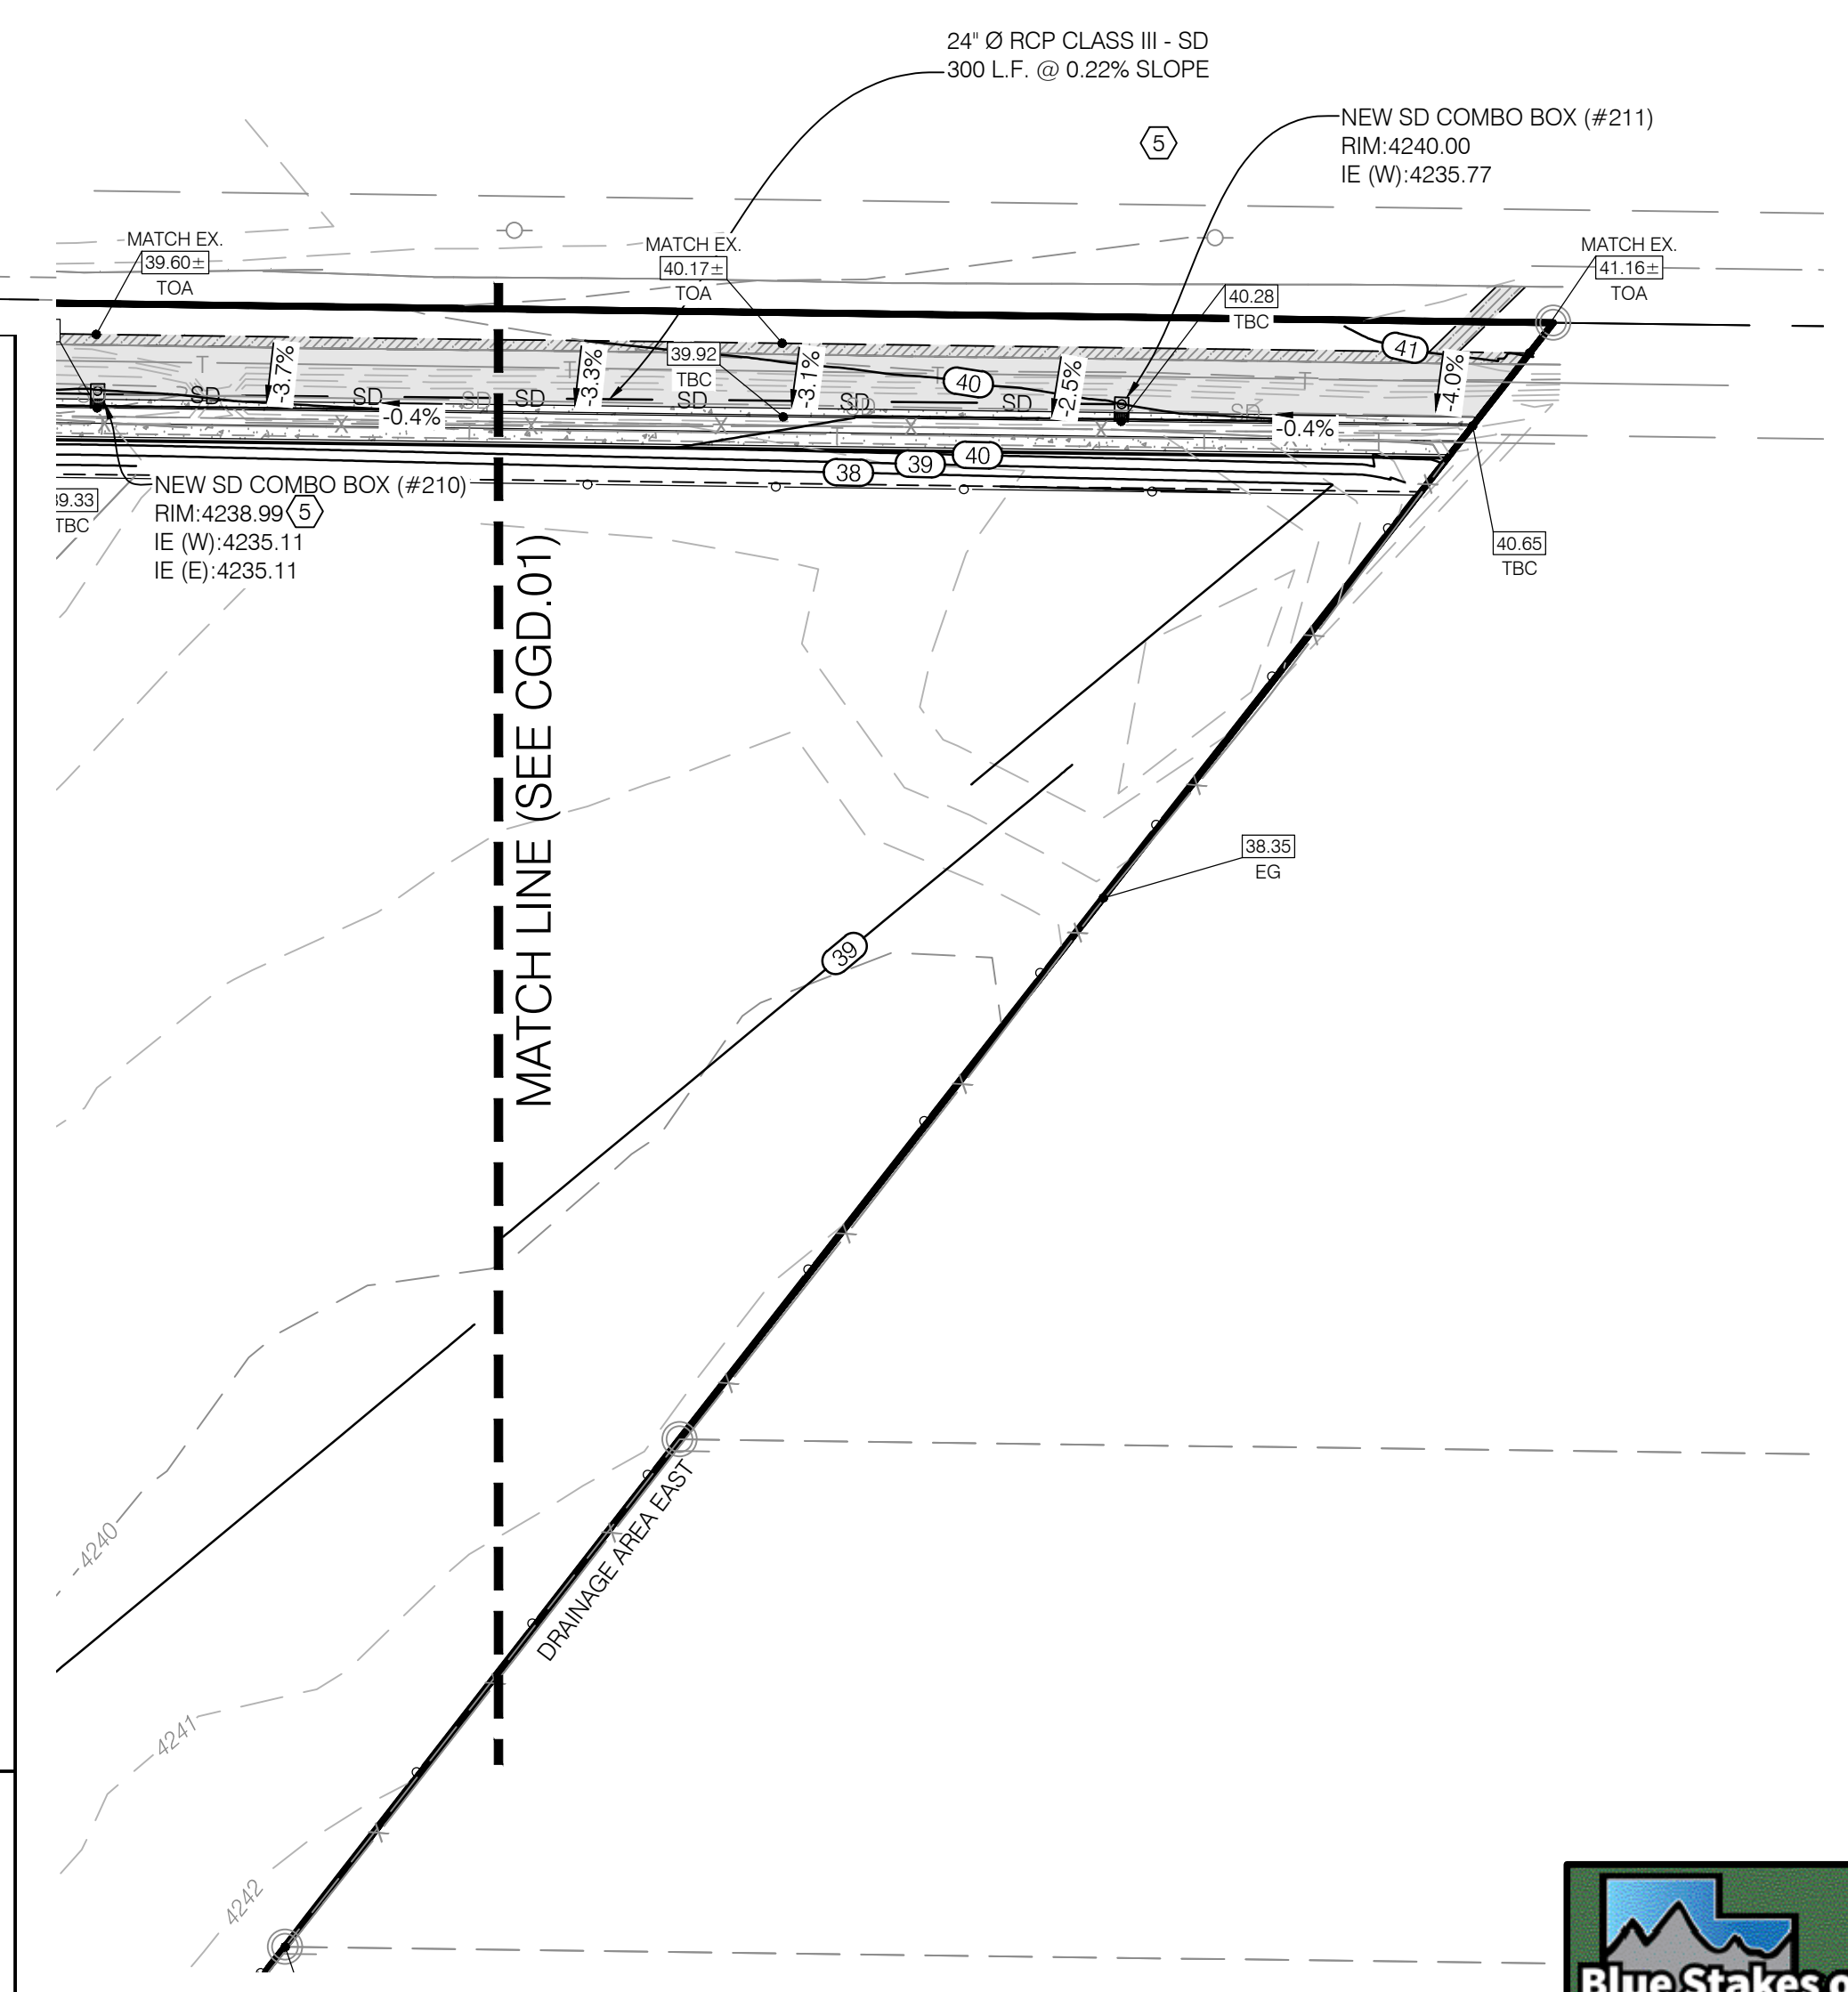 24" Ø RCP CLASS III - SD
300 L.F. @ 0.22% SLOPE
NEW SD COMBO BOX (#211)
RIM:4240.00
IE (W):4235.77
5
MATCH EX.
39.60±
TOA
MATCH EX.
40.17±
TOA
40.28
TBC
MATCH EX.
41.16±
TOA
41
-3.7%
-3.3%
39.92
TBC
-3.1%
40
-2.5%
-4.0%
T
T
T
T
SD
SD
SD
SD
SD
SD
SD
SD
SD
-0.4%
-0.4%
X
X
X
X
X
X
T
T
T
T
38
39
40
NEW SD COMBO BOX (#210)
RIM:4238.99
5
IE (W):4235.11
IE (E):4235.11
39.33
TBC
40.65
TBC
MATCH LINE (SEE CGD.01)
38.35
EG
39
DRAINAGE AREA EAST
4240
4241
4242
Blue Stakes o